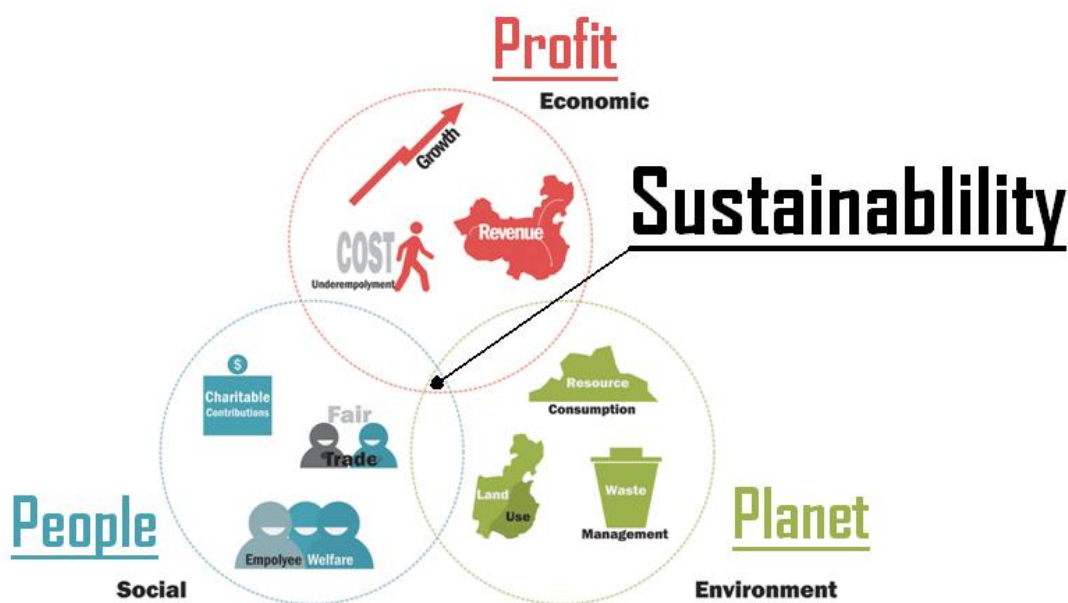 Profit
Economic
Growth
Sustainablility
Revenue
COST
Underempolyment
$
Charitable
Contributions
Fair
Trade
Resource
Consumption
Land
Use
Waste
Management
People
Empolyee Welfare
Social
Planet
Environment